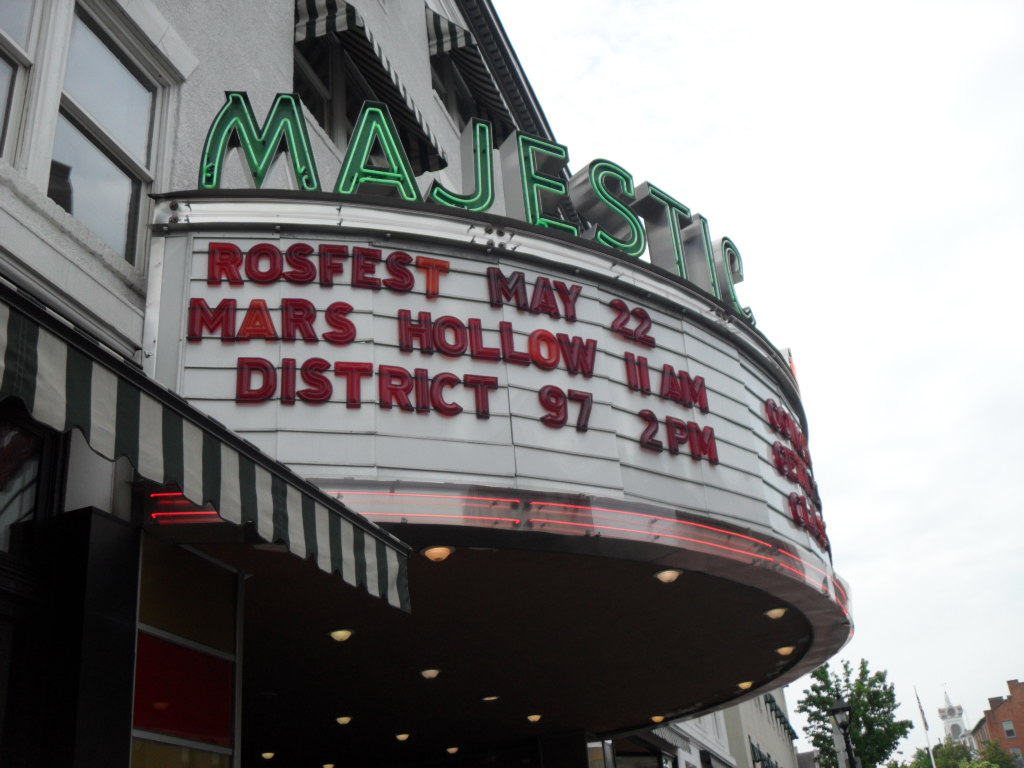 MAJESTIC
ROSFEST MAY 22
MARS HOLLOW 11 AM
DISTRICT 97 2 PM